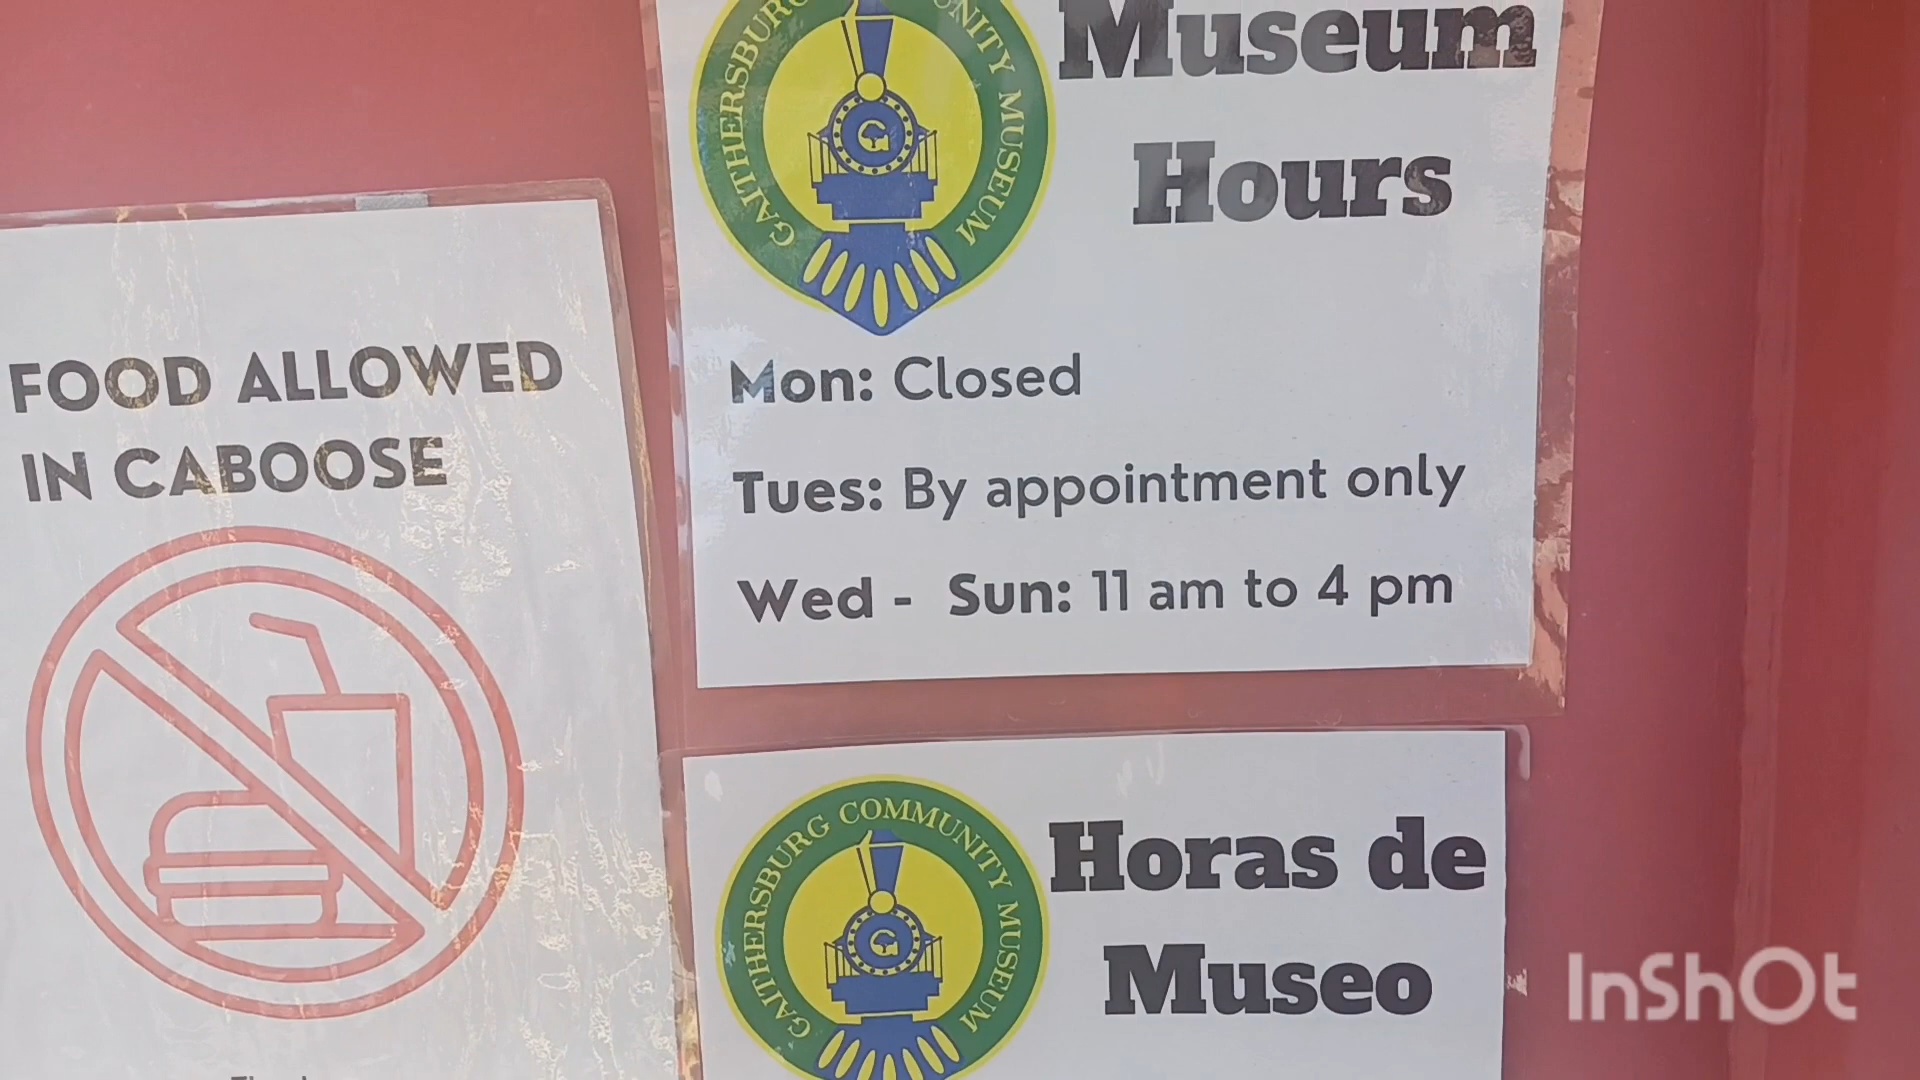 GAITHERSBURG COMMUNITY MUSEUM
Museum
Hours
Mon: Closed
Tues: By appointment only
Wed - Sun: 11 am to 4 pm
FOOD ALLOWED
IN CABOOSE
GAITHERSBURG COMMUNITY MUSEUM
G
Horas de
Museo
InShOt